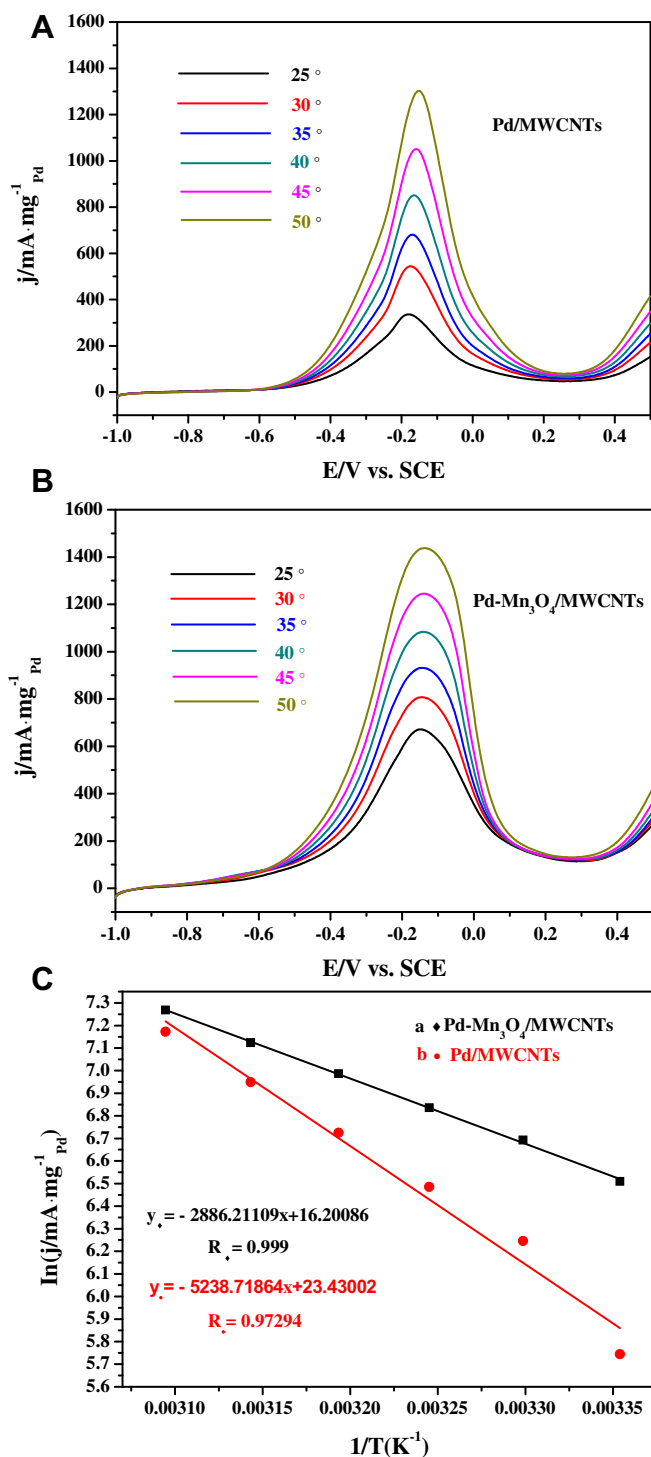 A
1600
1400
1200
1000
800
600
400
200
0
j/mA·mg⁻¹Pd
25 °
30 °
35 °
40 °
45 °
50 °
Pd/MWCNTs
-1.0 -0.8 -0.6 -0.4 -0.2 0.0 0.2 0.4
E/V vs. SCE
B
1600
1400
1200
1000
800
600
400
200
0
j/mA·mg⁻¹Pd
25 °
30 °
35 °
40 °
45 °
50 °
Pd-Mn₃O₄/MWCNTs
-1.0 -0.8 -0.6 -0.4 -0.2 0.0 0.2 0.4
E/V vs. SCE
C
7.3
7.2
7.1
7.0
6.9
6.8
6.7
6.6
6.5
6.4
6.3
6.2
6.1
6.0
5.9
5.8
5.7
5.6
In(j/mA·mg⁻¹Pd)
a ♦ Pd-Mn₃O₄/MWCNTs
b • Pd/MWCNTs
y♦ = - 2886.21109x+16.20086
R♦ = 0.999
y• = - 5238.71864x+23.43002
R• = 0.97294
0.00310 0.00315 0.00320 0.00325 0.00330 0.00335
1/T(K⁻¹)